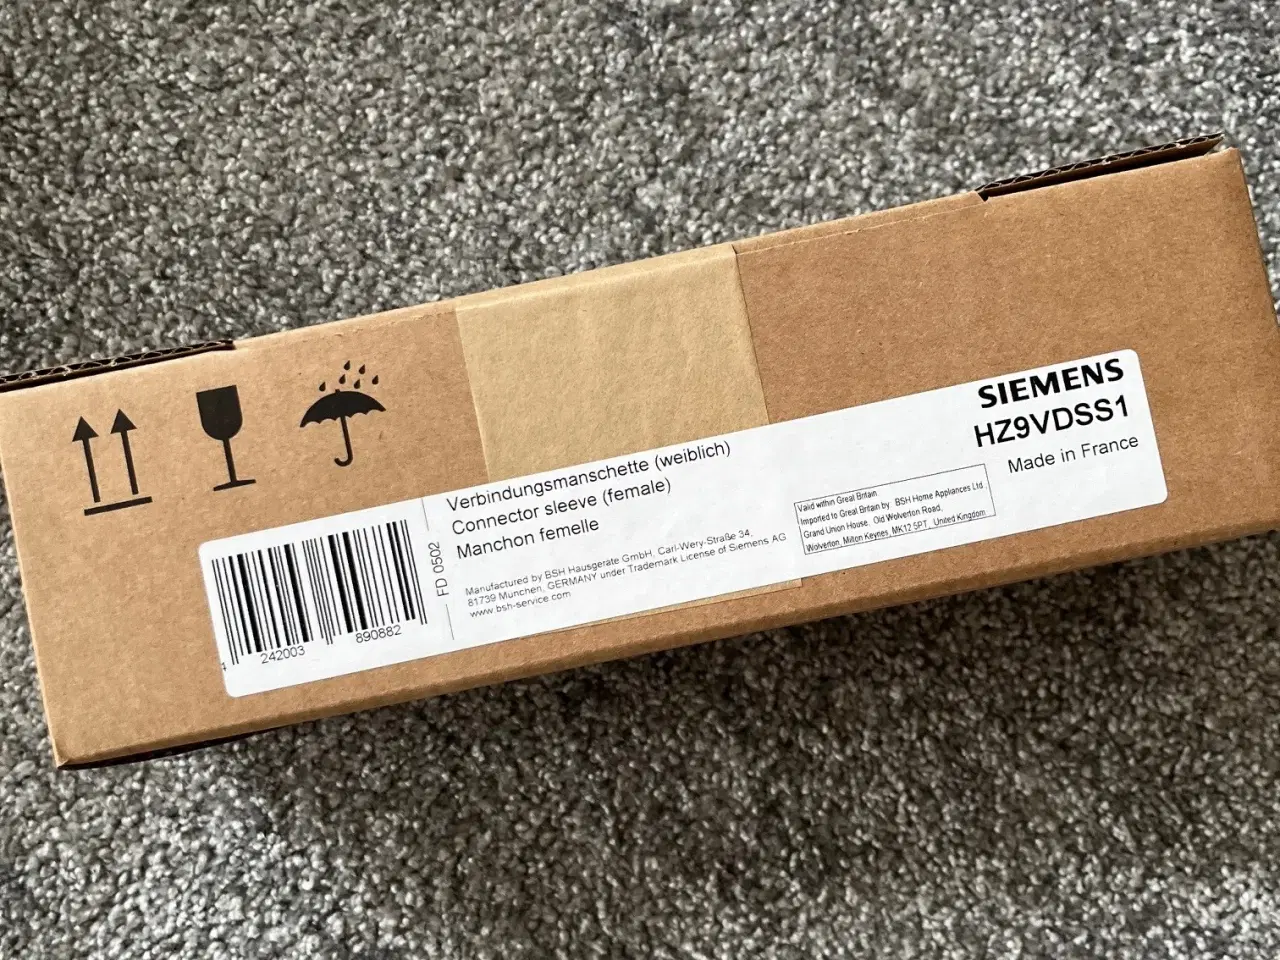 SIEMENS
HZ9VDSS1
Made in France
Verbindungsmanschette (weiblich)
Connector sleeve (female)
Manchon femelle
Manufactured by BSH Hausgeräte GmbH, Carl-Wery-Straße 34,
81739 München, GERMANY under Trademark License of Siemens AG
www.bsh-service.com
Valid within Great Britain
Imported to Great Britain by BSH Home Appliances Ltd.,
Grand Union House, Old Wolverton Road,
Wolverton, Milton Keynes, MK12 5PT, United Kingdom
FD 0502
4 242003 890882